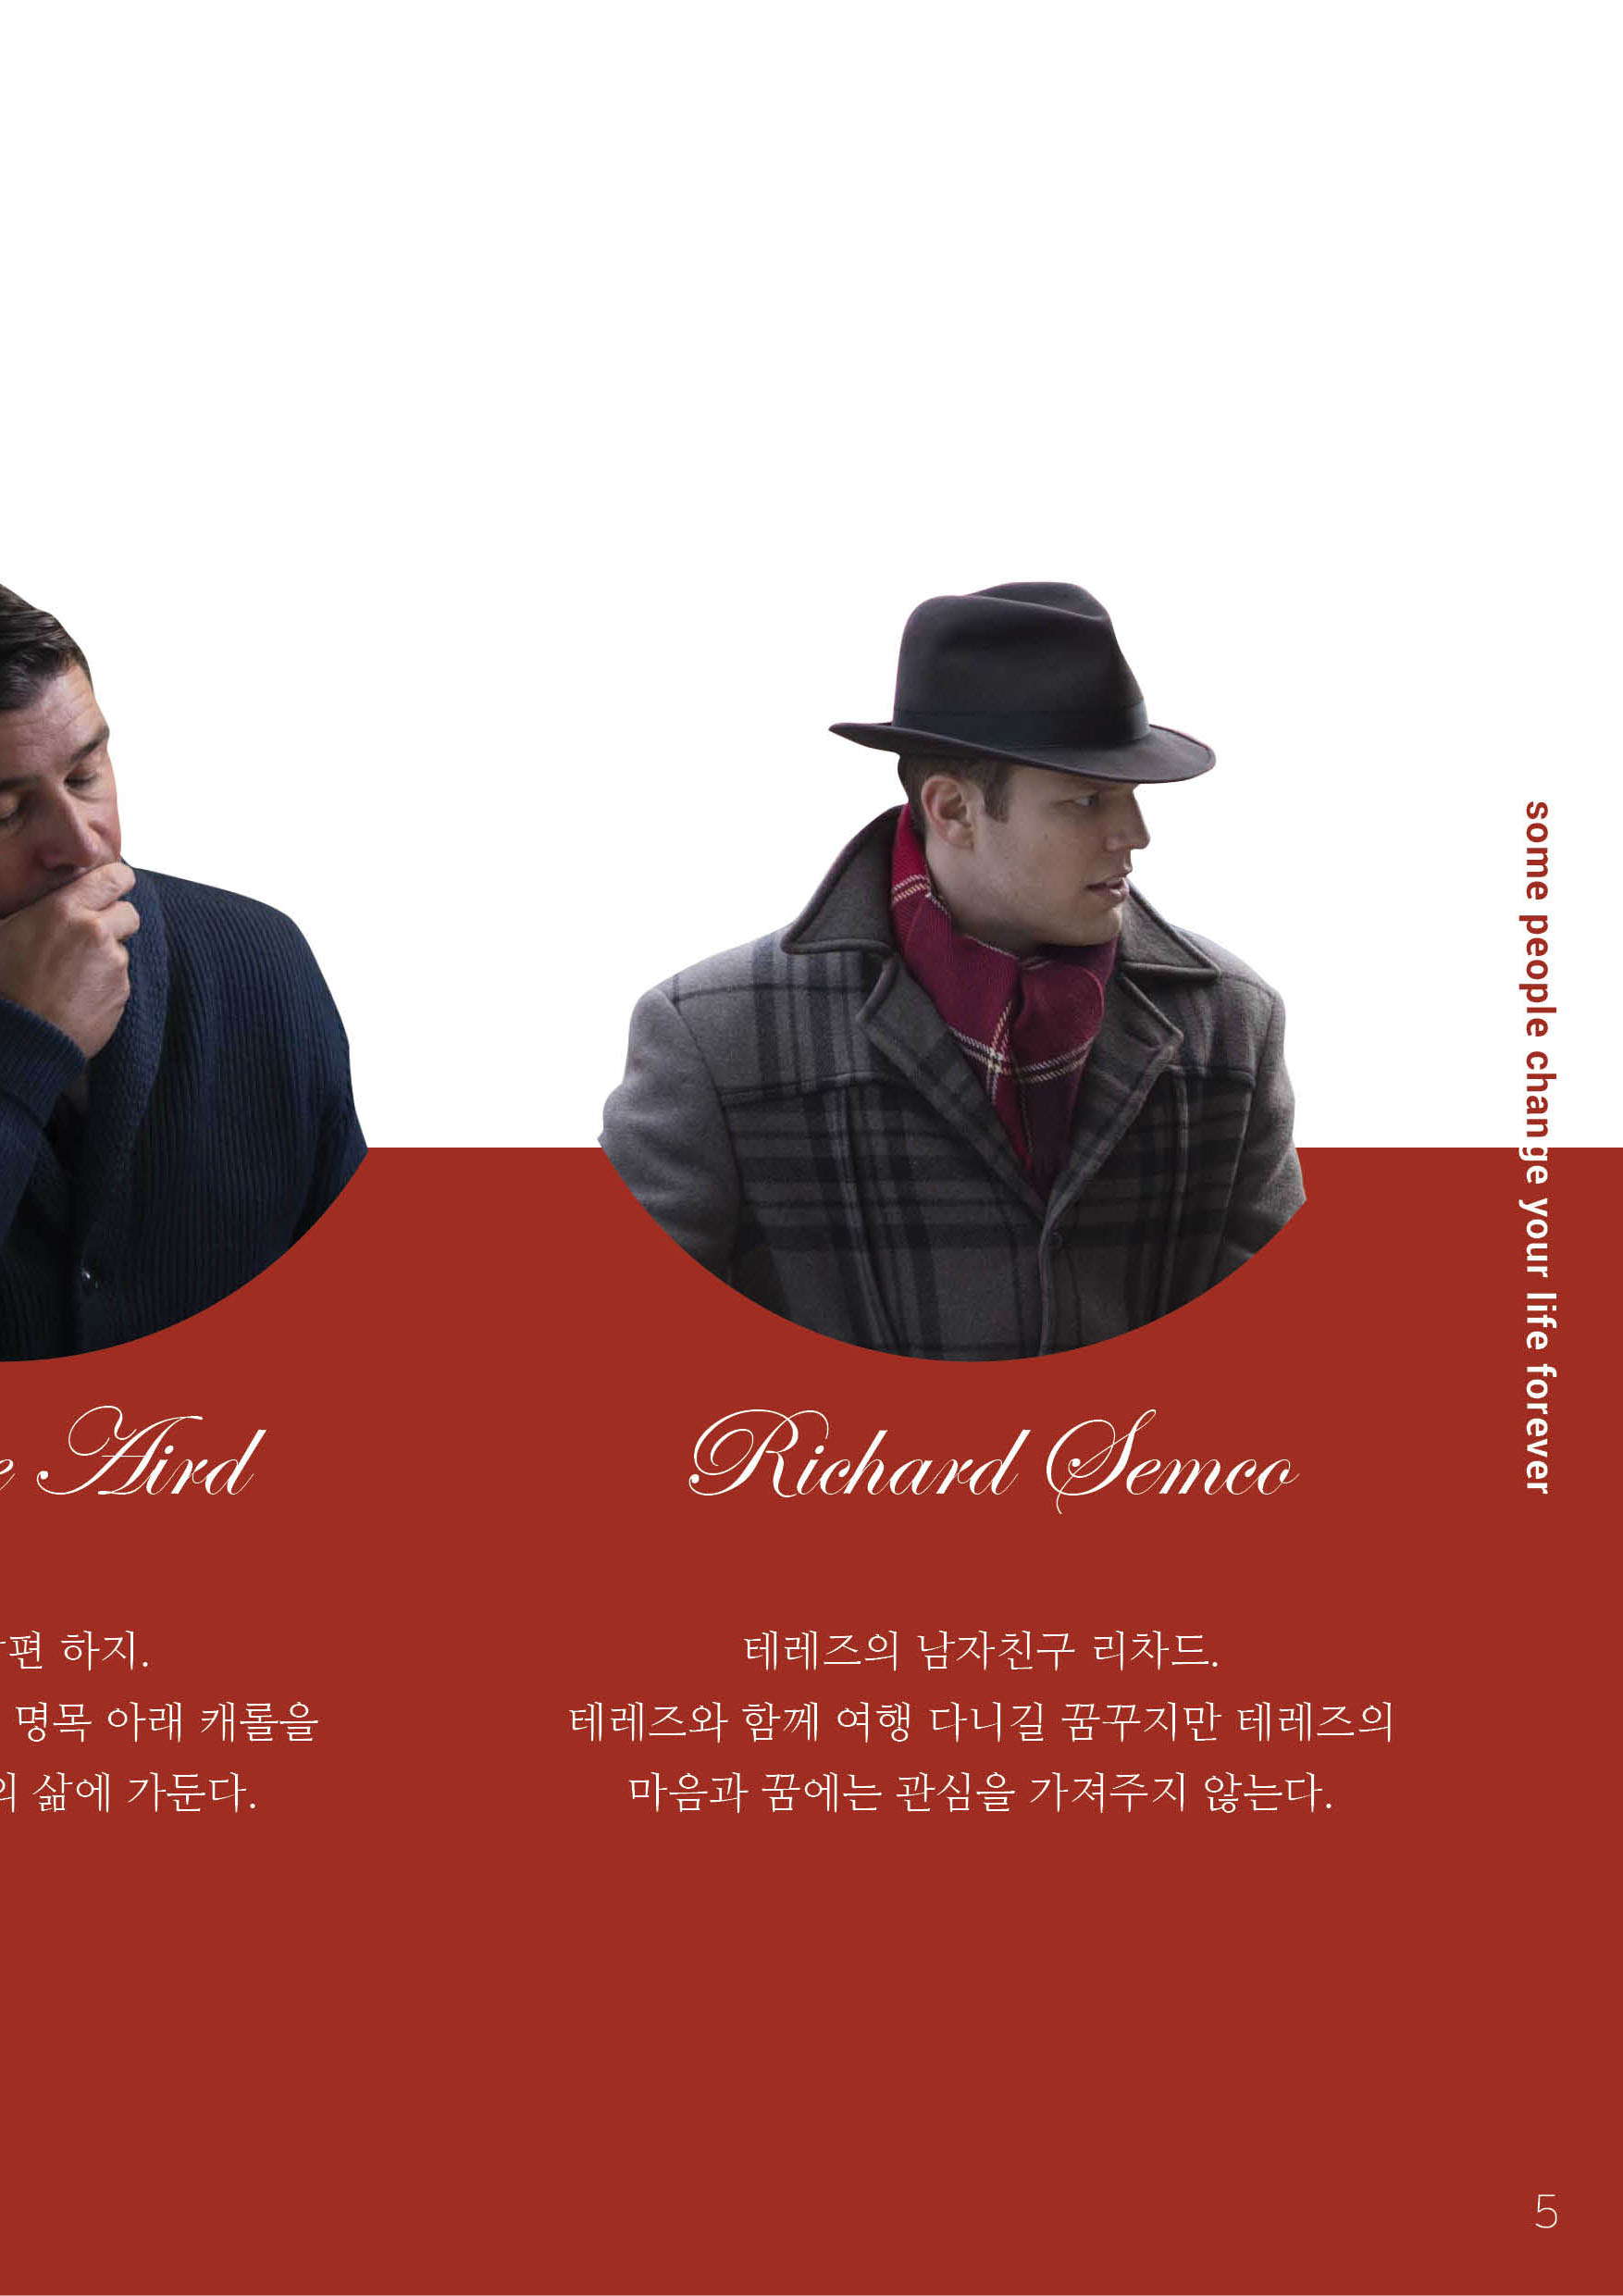 some people change your life forever
Aird
편 하지.
명목 아래 캐롤을
의 삶에 가둔다.
Richard Semco
테레즈의 남자친구 리차드.
테레즈와 함께 여행 다니길 꿈꾸지만 테레즈의
마음과 꿈에는 관심을 가져주지 않는다.
5